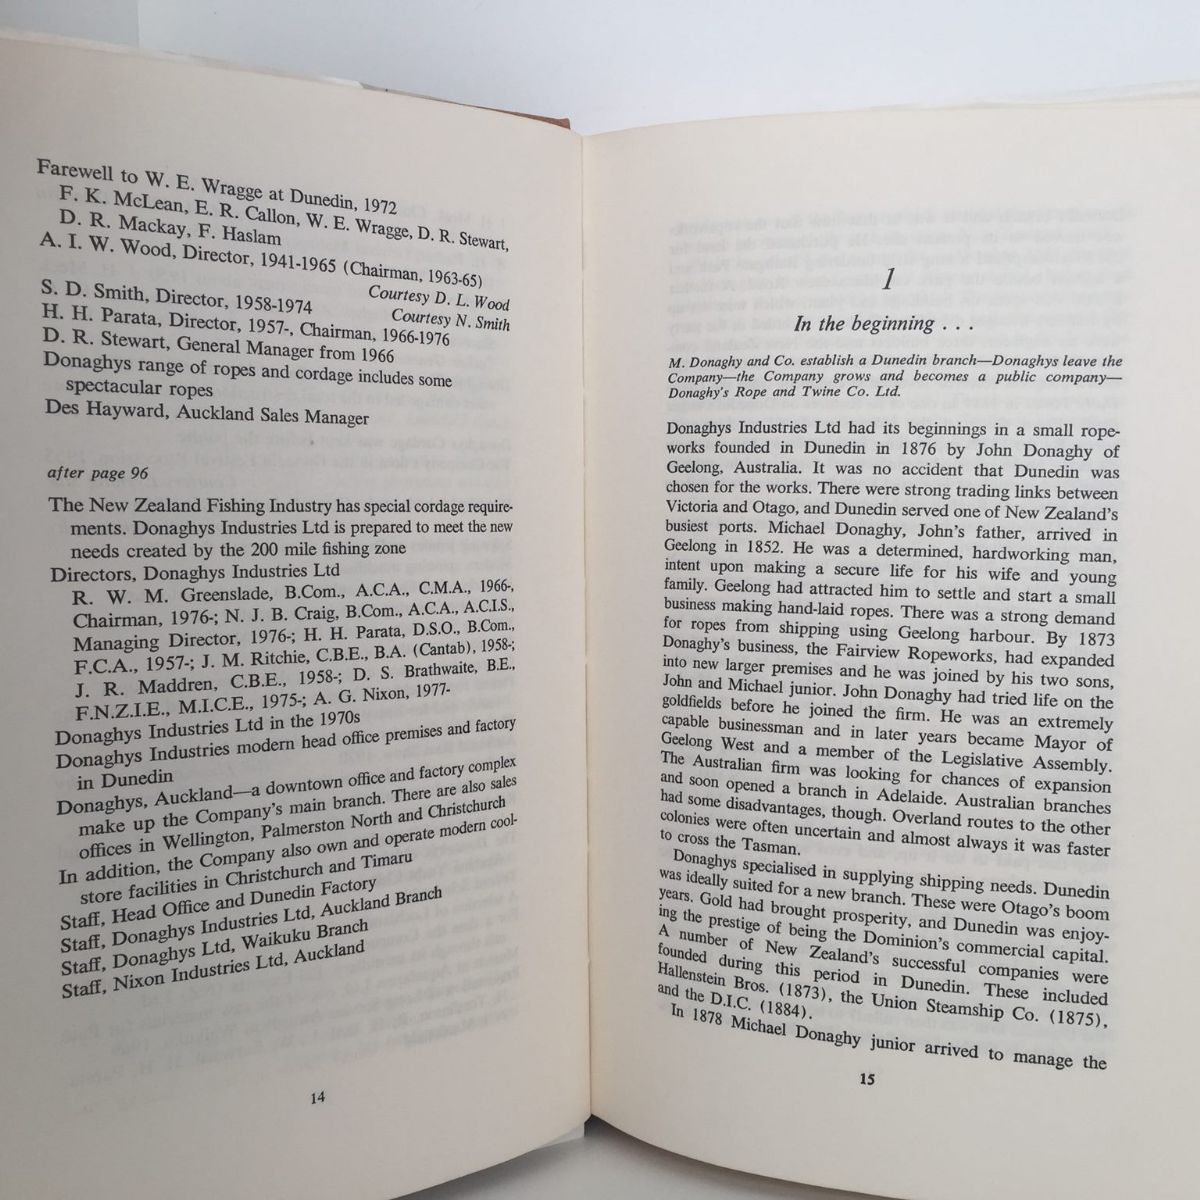 Farewell to W. E. Wragge at Dunedin, 1972
F. K. McLean, E. R. Callon, W. E. Wragge, D. R. Stewart,
D. R. Mackay, F. Haslam
A. I. W. Wood, Director, 1941-1965 (Chairman, 1963-65)
Courtesy D. L. Wood
S. D. Smith, Director, 1958-1974
Courtesy N. Smith
H. H. Parata, Director, 1957-, Chairman, 1966-1976
D. R. Stewart, General Manager from 1966
Donaghys range of ropes and cordage includes some
spectacular ropes
Des Hayward, Auckland Sales Manager
after page 96
The New Zealand Fishing Industry has special cordage require-
ments. Donaghys Industries Ltd is prepared to meet the new
needs created by the 200 mile fishing zone
Directors, Donaghys Industries Ltd
R. W. M. Greenslade, B.Com., A.C.A., C.M.A., 1966-,
Chairman, 1976-; N. J. B. Craig, B.Com., A.C.A., A.C.I.S.,
Managing Director, 1976-; H. H. Parata, D.S.O., B.Com.,
F.C.A., 1957-; J. M. Ritchie, C.B.E., B.A. (Cantab), 1958-;
J. R. Maddren, C.B.E., 1958-; D. S. Brathwaite, B.E.,
F.N.Z.I.E., M.I.C.E., 1975-; A. G. Nixon, 1977-
Donaghys Industries Ltd in the 1970s
Donaghys Industries modern head office premises and factory
in Dunedin
Donaghys, Auckland—a downtown office and factory complex
make up the Company's main branch. There are also sales
offices in Wellington, Palmerston North and Christchurch
In addition, the Company also own and operate modern cool-
store facilities in Christchurch and Timaru
Staff, Head Office and Dunedin Factory
Staff, Donaghys Industries Ltd, Auckland Branch
Staff, Donaghys Ltd, Waikuku Branch
Staff, Nixon Industries Ltd, Auckland
14
1
In the beginning . . .
M. Donaghy and Co. establish a Dunedin branch—Donaghys leave the
Company—the Company grows and becomes a public company—
Donaghy's Rope and Twine Co. Ltd.
Donaghys Industries Ltd had its beginnings in a small rope-
works founded in Dunedin in 1876 by John Donaghy of
Geelong, Australia. It was no accident that Dunedin was
chosen for the works. There were strong trading links between
Victoria and Otago, and Dunedin served one of New Zealand's
busiest ports. Michael Donaghy, John's father, arrived in
Geelong in 1852. He was a determined, hardworking man,
intent upon making a secure life for his wife and young
family. Geelong had attracted him to settle and start a small
business making hand-laid ropes. There was a strong demand
for ropes from shipping using Geelong harbour. By 1873
Donaghy's business, the Fairview Ropeworks, had expanded
into new larger premises and he was joined by his two sons,
John and Michael junior. John Donaghy had tried life on the
goldfields before he joined the firm. He was an extremely
capable businessman and in later years became Mayor of
Geelong West and a member of the Legislative Assembly.
The Australian firm was looking for chances of expansion
and soon opened a branch in Adelaide. Australian branches
had some disadvantages, though. Overland routes to the other
colonies were often uncertain and almost always it was faster
to cross the Tasman.
Donaghys specialised in supplying shipping needs. Dunedin
was ideally suited for a new branch. These were Otago's boom
years. Gold had brought prosperity, and Dunedin was enjoy-
ing the prestige of being the Dominion's commercial capital.
A number of New Zealand's successful companies were
founded during this period in Dunedin. These included
Hallenstein Bros. (1873), the Union Steamship Co. (1875),
and the D.I.C. (1884).
In 1878 Michael Donaghy junior arrived to manage the
15